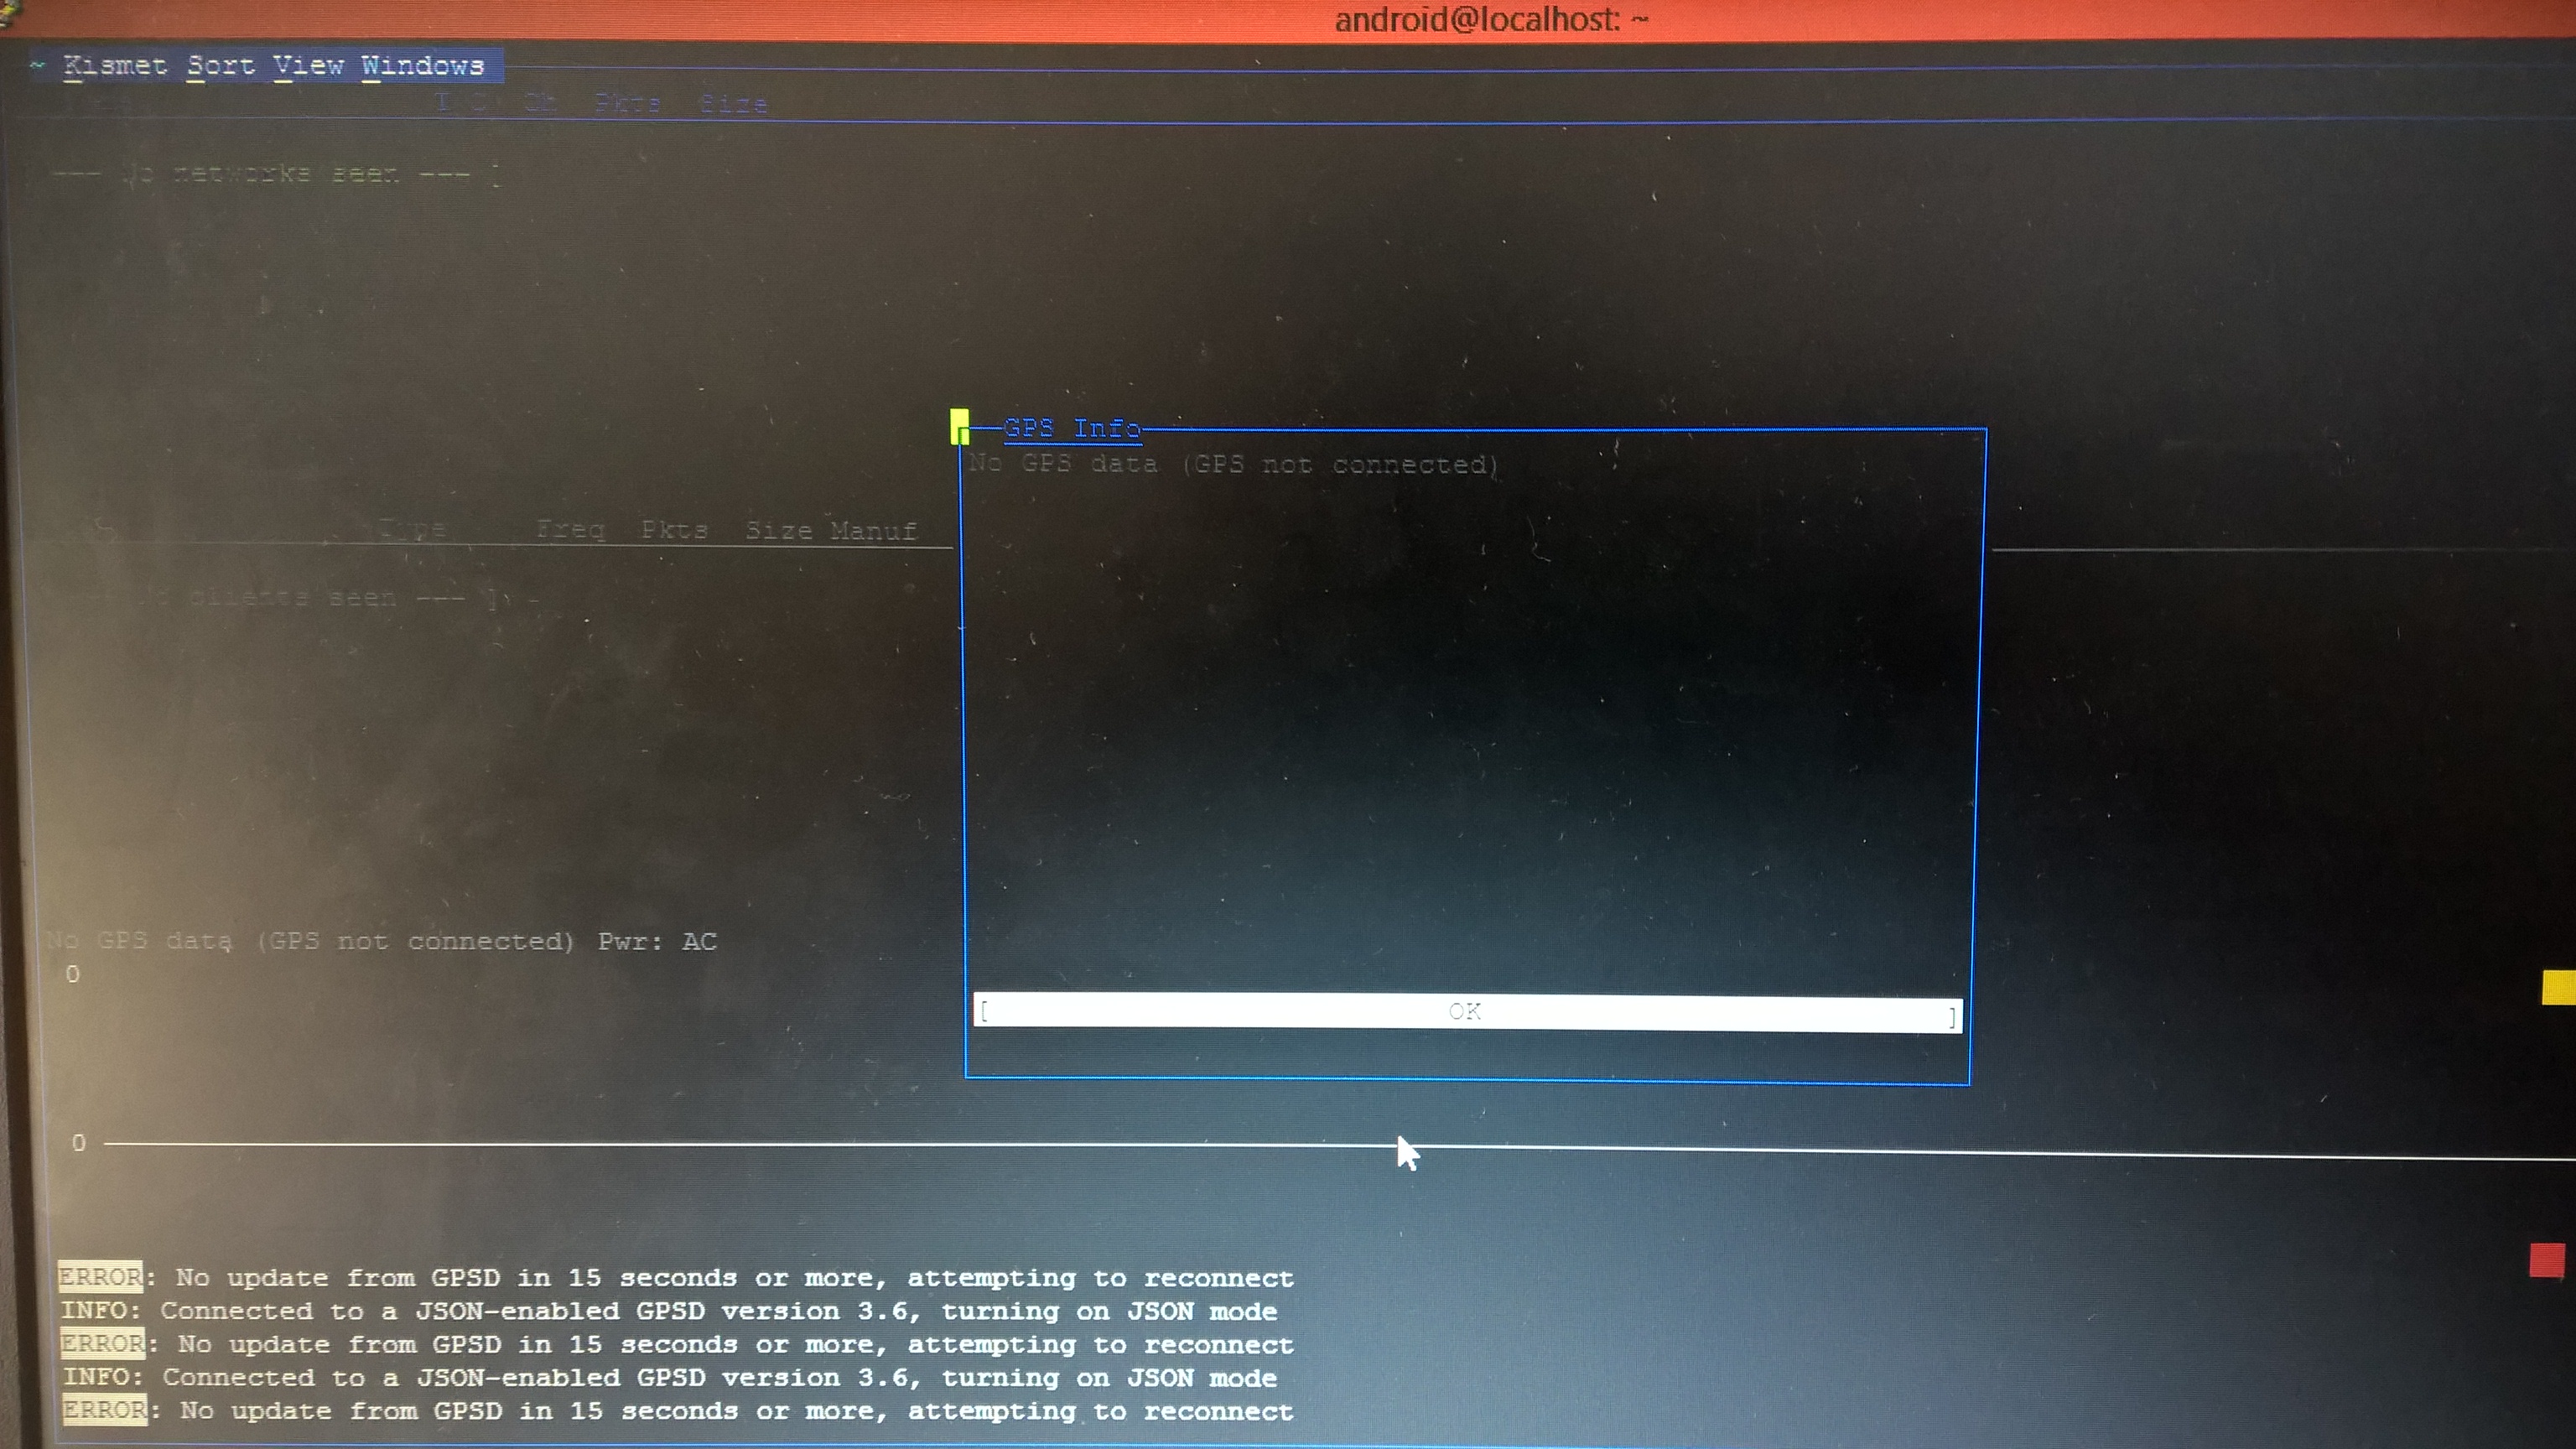 android@localhost: ~
~ Kismet Sort View Windows
T C Ch Pkts Size
--- No networks seen --- ]
GPS Info
No GPS data (GPS not connected)
Type Freq Pkts Size Manuf
No clients seen --- ]
No GPS data (GPS not connected) Pwr: AC
0
[ OK ]
0
ERROR: No update from GPSD in 15 seconds or more, attempting to reconnect
INFO: Connected to a JSON-enabled GPSD version 3.6, turning on JSON mode
ERROR: No update from GPSD in 15 seconds or more, attempting to reconnect
INFO: Connected to a JSON-enabled GPSD version 3.6, turning on JSON mode
ERROR: No update from GPSD in 15 seconds or more, attempting to reconnect